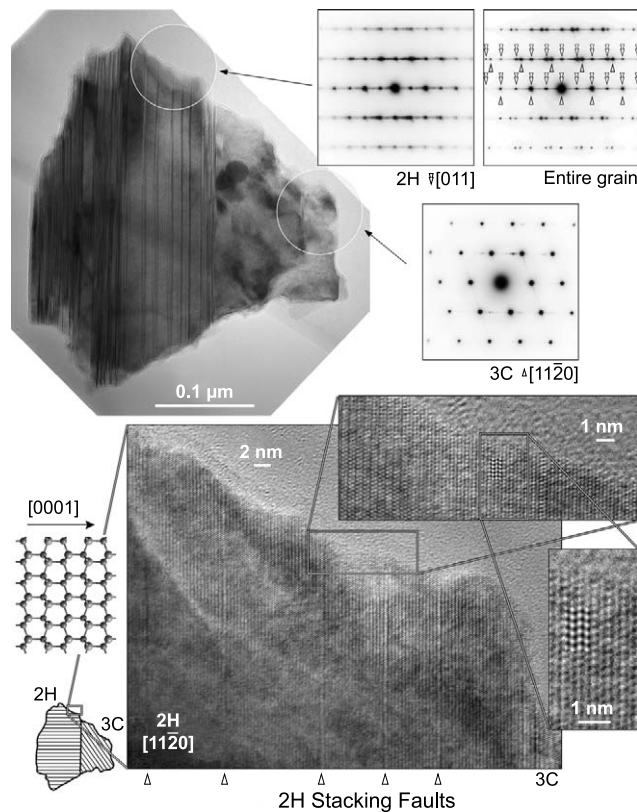 2H [011]
Entire grain
3C [112̅0]
0.1 µm
1 nm
2 nm
[0001]
1 nm
2H
3C
2H
[112̅0]
3C
2H Stacking Faults